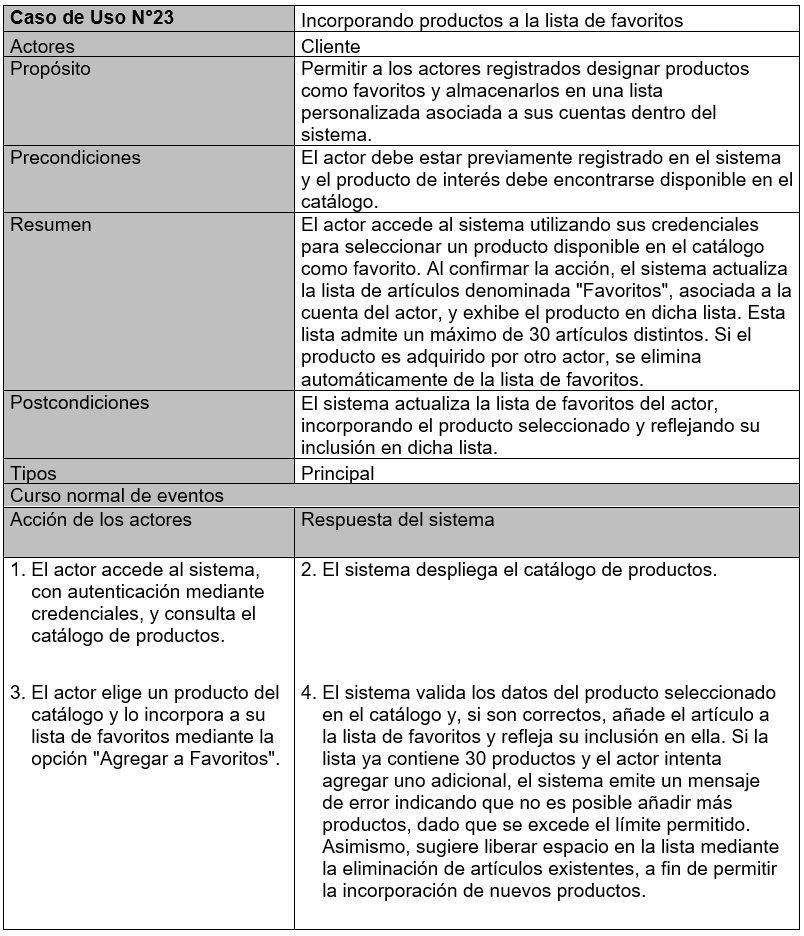 Caso de Uso N°23
Incorporando productos a la lista de favoritos
Actores
Cliente
Propósito
Permitir a los actores registrados designar productos
como favoritos y almacenarlos en una lista
personalizada asociada a sus cuentas dentro del
sistema.
Precondiciones
El actor debe estar previamente registrado en el sistema
y el producto de interés debe encontrarse disponible en el
catálogo.
Resumen
El actor accede al sistema utilizando sus credenciales
para seleccionar un producto disponible en el catálogo
como favorito. Al confirmar la acción, el sistema actualiza
la lista de artículos denominada "Favoritos", asociada a la
cuenta del actor, y exhibe el producto en dicha lista. Esta
lista admite un máximo de 30 artículos distintos. Si el
producto es adquirido por otro actor, se elimina
automáticamente de la lista de favoritos.
Postcondiciones
El sistema actualiza la lista de favoritos del actor,
incorporando el producto seleccionado y reflejando su
inclusión en dicha lista.
Tipos
Principal
Curso normal de eventos
Acción de los actores
Respuesta del sistema
1. El actor accede al sistema,
con autenticación mediante
credenciales, y consulta el
catálogo de productos.
2. El sistema despliega el catálogo de productos.
3. El actor elige un producto del
catálogo y lo incorpora a su
lista de favoritos mediante la
opción "Agregar a Favoritos".
4. El sistema valida los datos del producto seleccionado
en el catálogo y, si son correctos, añade el artículo a
la lista de favoritos y refleja su inclusión en ella. Si la
lista ya contiene 30 productos y el actor intenta
agregar uno adicional, el sistema emite un mensaje
de error indicando que no es posible añadir más
productos, dado que se excede el límite permitido.
Asimismo, sugiere liberar espacio en la lista mediante
la eliminación de artículos existentes, a fin de permitir
la incorporación de nuevos productos.